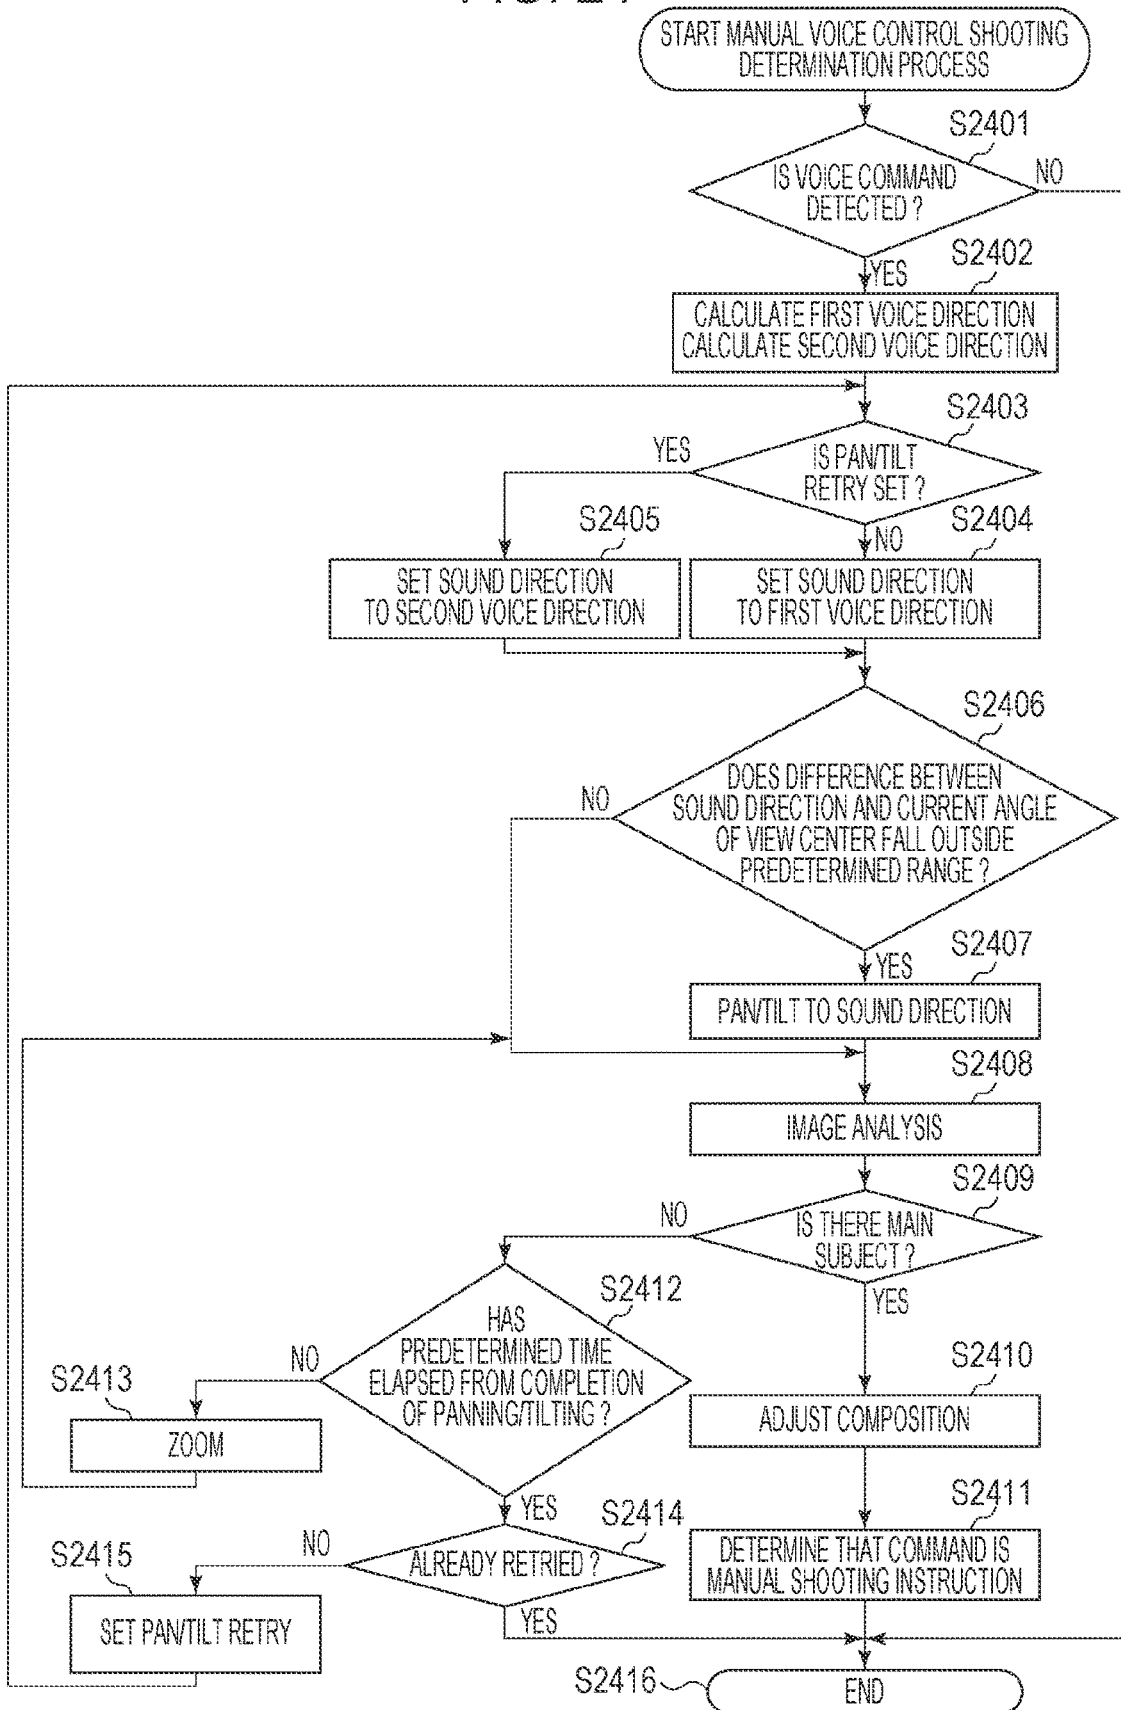 START MANUAL VOICE CONTROL SHOOTING
DETERMINATION PROCESS
S2401
IS VOICE COMMAND
DETECTED ?
NO
S2402
YES
CALCULATE FIRST VOICE DIRECTION
CALCULATE SECOND VOICE DIRECTION
S2403
YES
IS PAN/TILT
RETRY SET ?
S2405
S2404
NO
SET SOUND DIRECTION
TO SECOND VOICE DIRECTION
SET SOUND DIRECTION
TO FIRST VOICE DIRECTION
S2406
NO
DOES DIFFERENCE BETWEEN
SOUND DIRECTION AND CURRENT ANGLE
OF VIEW CENTER FALL OUTSIDE
PREDETERMINED RANGE ?
S2407
YES
PAN/TILT TO SOUND DIRECTION
S2408
IMAGE ANALYSIS
S2409
NO
IS THERE MAIN
SUBJECT ?
YES
S2412
HAS
PREDETERMINED TIME
ELAPSED FROM COMPLETION
OF PANNING/TILTING ?
NO
S2413
ZOOM
S2410
ADJUST COMPOSITION
YES
S2414
S2411
NO
ALREADY RETRIED ?
DETERMINE THAT COMMAND IS
MANUAL SHOOTING INSTRUCTION
S2415
SET PAN/TILT RETRY
YES
S2416
END